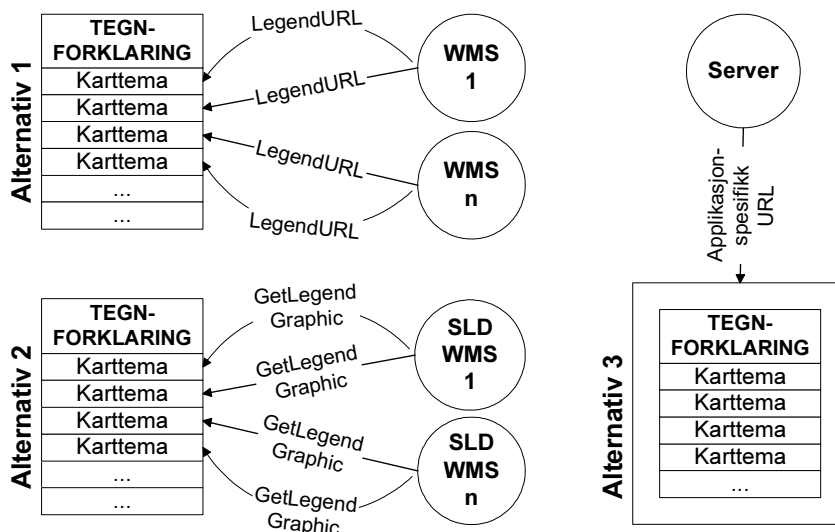 Alternativ 1
TEGN-
FORKLARING
Karttema
Karttema
Karttema
Karttema
...
...
LegendURL
LegendURL
LegendURL
LegendURL
WMS
1
WMS
n
Alternativ 2
TEGN-
FORKLARING
Karttema
Karttema
Karttema
Karttema
...
...
GetLegend
Graphic
GetLegend
Graphic
GetLegend
Graphic
GetLegend
Graphic
SLD
WMS
1
SLD
WMS
n
Server
Applikasjon-
spesifikk
URL
Alternativ 3
TEGN-
FORKLARING
Karttema
Karttema
Karttema
Karttema
...